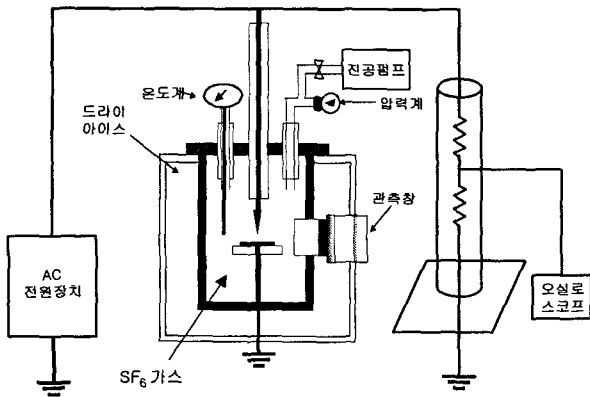 진공펌프
온도계
압력계
드라이
아이스
관측창
AC
전원장치
오실로
스코프
SF₆ 가스